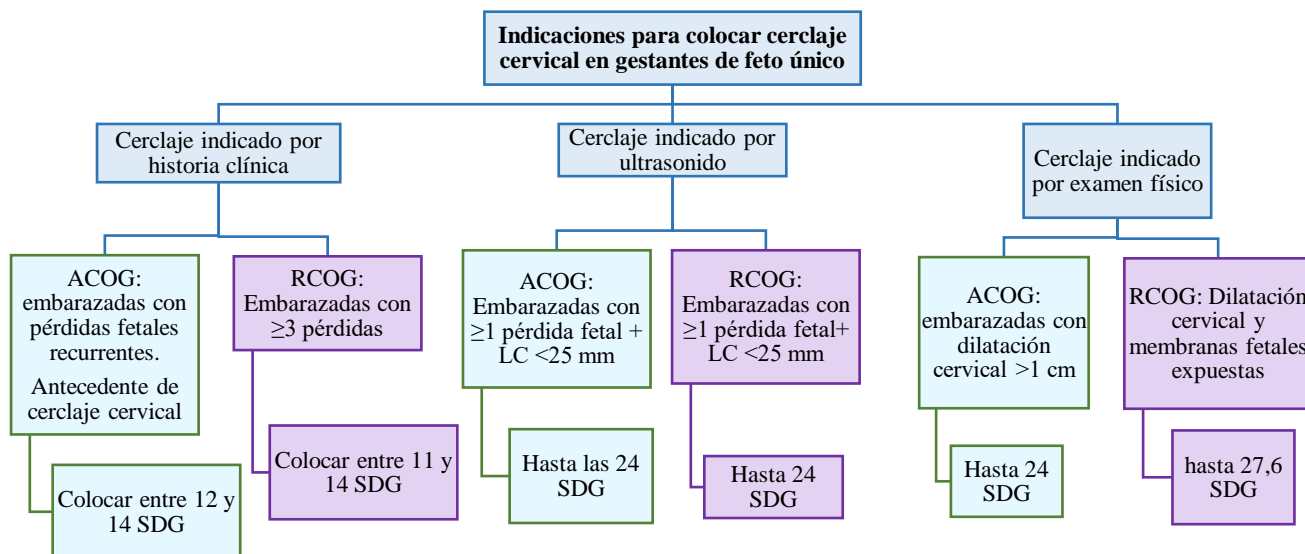 Indicaciones para colocar cerclaje
cervical en gestantes de feto único
Cerclaje indicado por
historia clínica
Cerclaje indicado por
ultrasonido
Cerclaje indicado
por examen físico
ACOG:
embarazadas con
pérdidas fetales
recurrentes.
Antecedente de
cerclaje cervical
RCOG:
Embarazadas con
≥3 pérdidas
ACOG:
Embarazadas con
≥1 pérdida fetal +
LC <25 mm
RCOG:
Embarazadas con
≥1 pérdida fetal+
LC <25 mm
ACOG:
embarazadas con
dilatación
cervical >1 cm
RCOG: Dilatación
cervical y
membranas fetales
expuestas
Colocar entre 12 y
14 SDG
Colocar entre 11 y
14 SDG
Hasta las 24
SDG
Hasta 24
SDG
Hasta 24
SDG
hasta 27,6
SDG